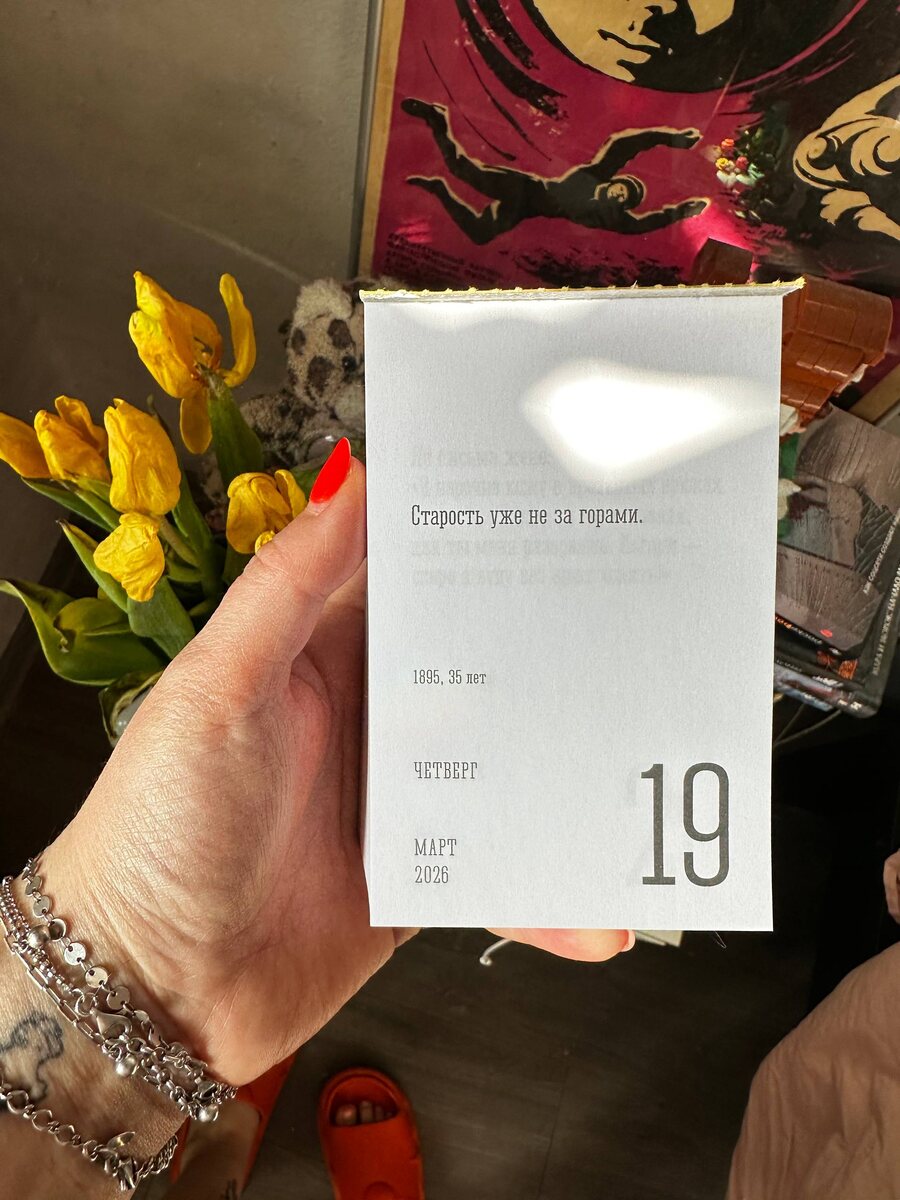 Старость уже не за горами.
1895, 35 лет
ЧЕТВЕРГ
19
МАРТ
2026